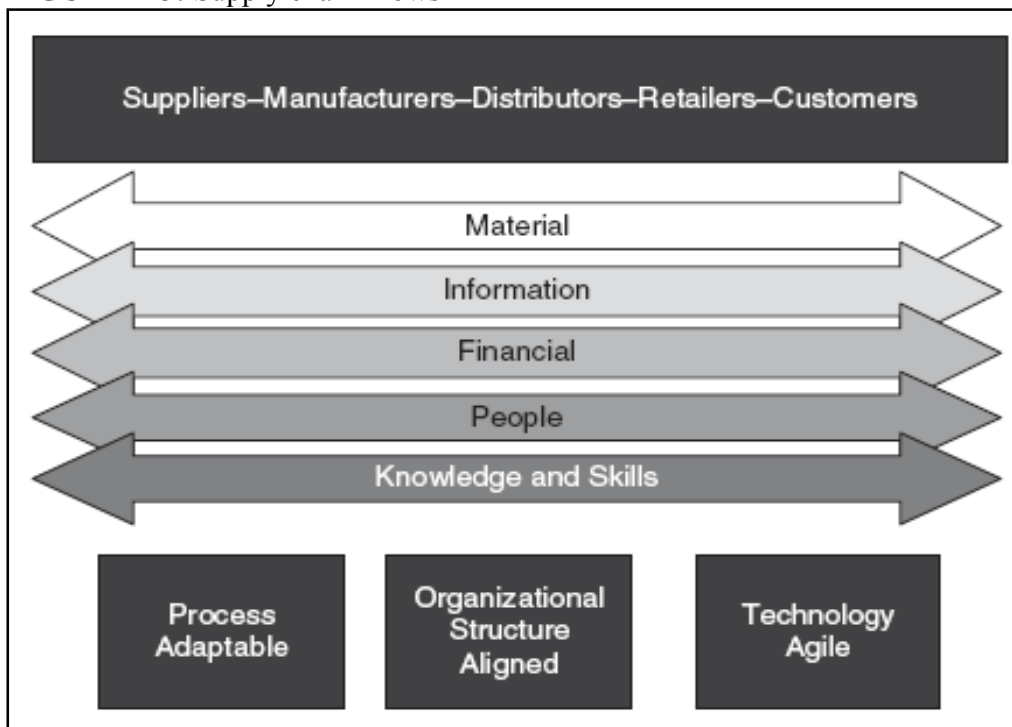 Suppliers–Manufacturers–Distributors–Retailers–Customers
Material
Information
Financial
People
Knowledge and Skills
Process
Adaptable
Organizational
Structure
Aligned
Technology
Agile